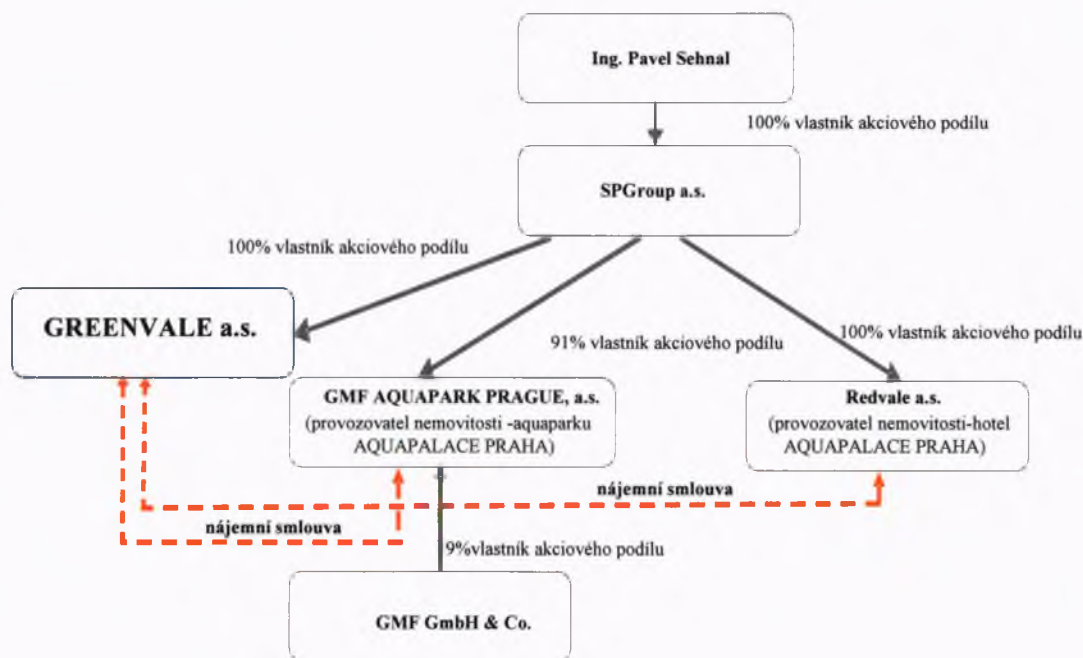 Ing. Pavel Sehnal
100% vlastník akciového podílu
SPGroup a.s.
100% vlastník akciového podílu
GREENVALE a.s.
91% vlastník akciového podílu
100% vlastník akciového podílu
GMF AQUAPARK PRAGUE, a.s.
(provozovatel nemovitosti -aquaparku
AQUAPALACE PRAHA)
Redvale a.s.
(provozovatel nemovitosti-hotel
AQUAPALACE PRAHA)
nájemní smlouva
nájemní smlouva
9%vlastník akciového podílu
GMF GmbH & Co.